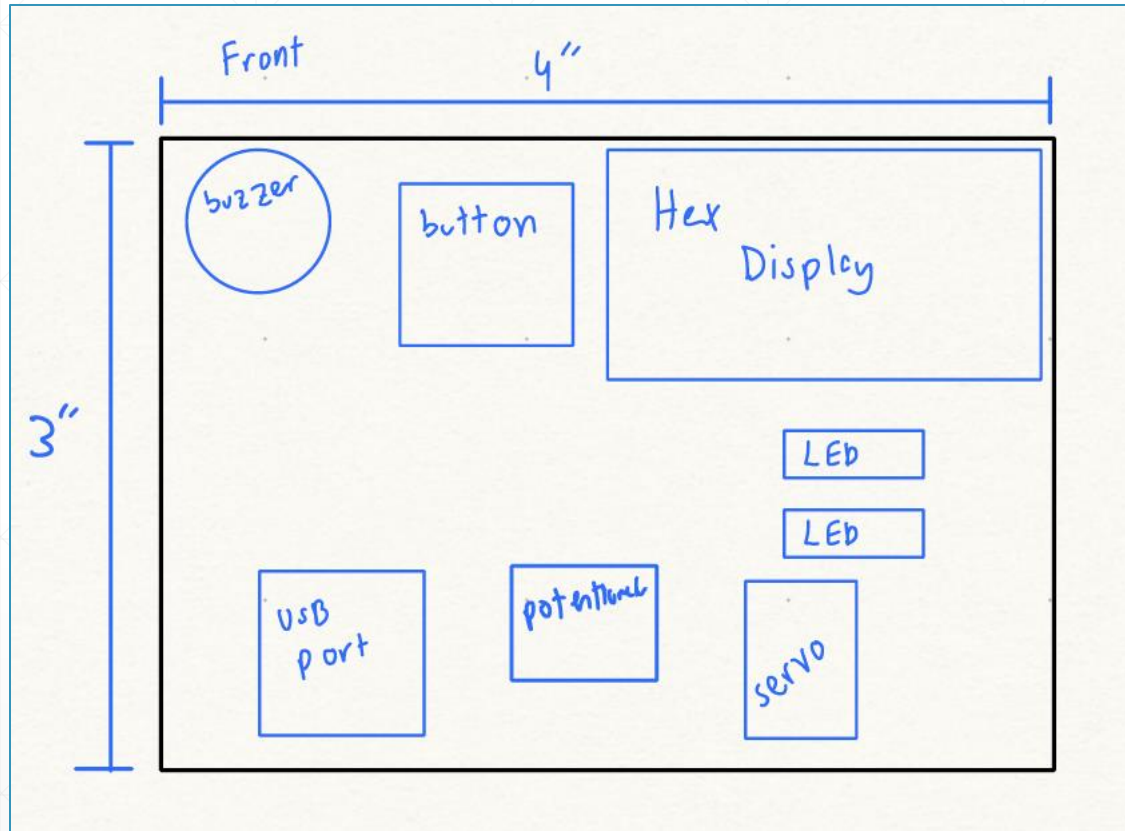 Front
4"
buzzer
button
Hex
Display
3"
LED
LED
USB
port
servo